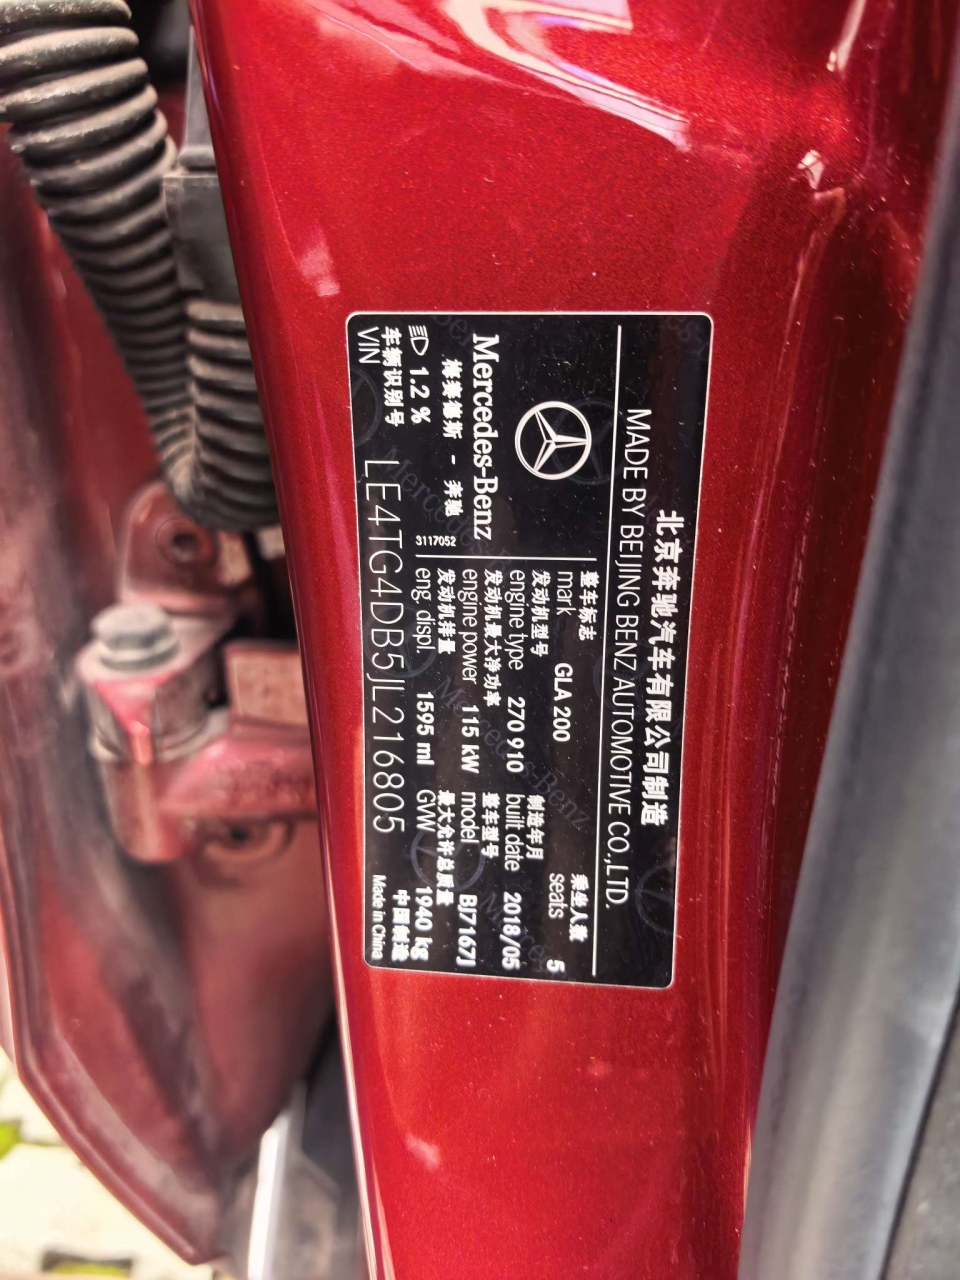 北京奔驰汽车有限公司制造
MADE BY BEIJING BENZ AUTOMOTIVE CO.,LTD.
Mercedes-Benz
梅赛德斯 - 奔驰
1.2 %
3117052
整车标志
mark GLA 200
乘坐人数
seats 5
发动机型号
engine type 270 910
制造年月
built date 2018/05
发动机最大净功率
engine power 115 kW
整车型号
model BJ7167J
发动机排量
eng. displ. 1595 ml
最大允许总质量
GVW 1940 kg
车辆识别号
VIN LE4TG4DB5JL216805
中国制造
Made in China